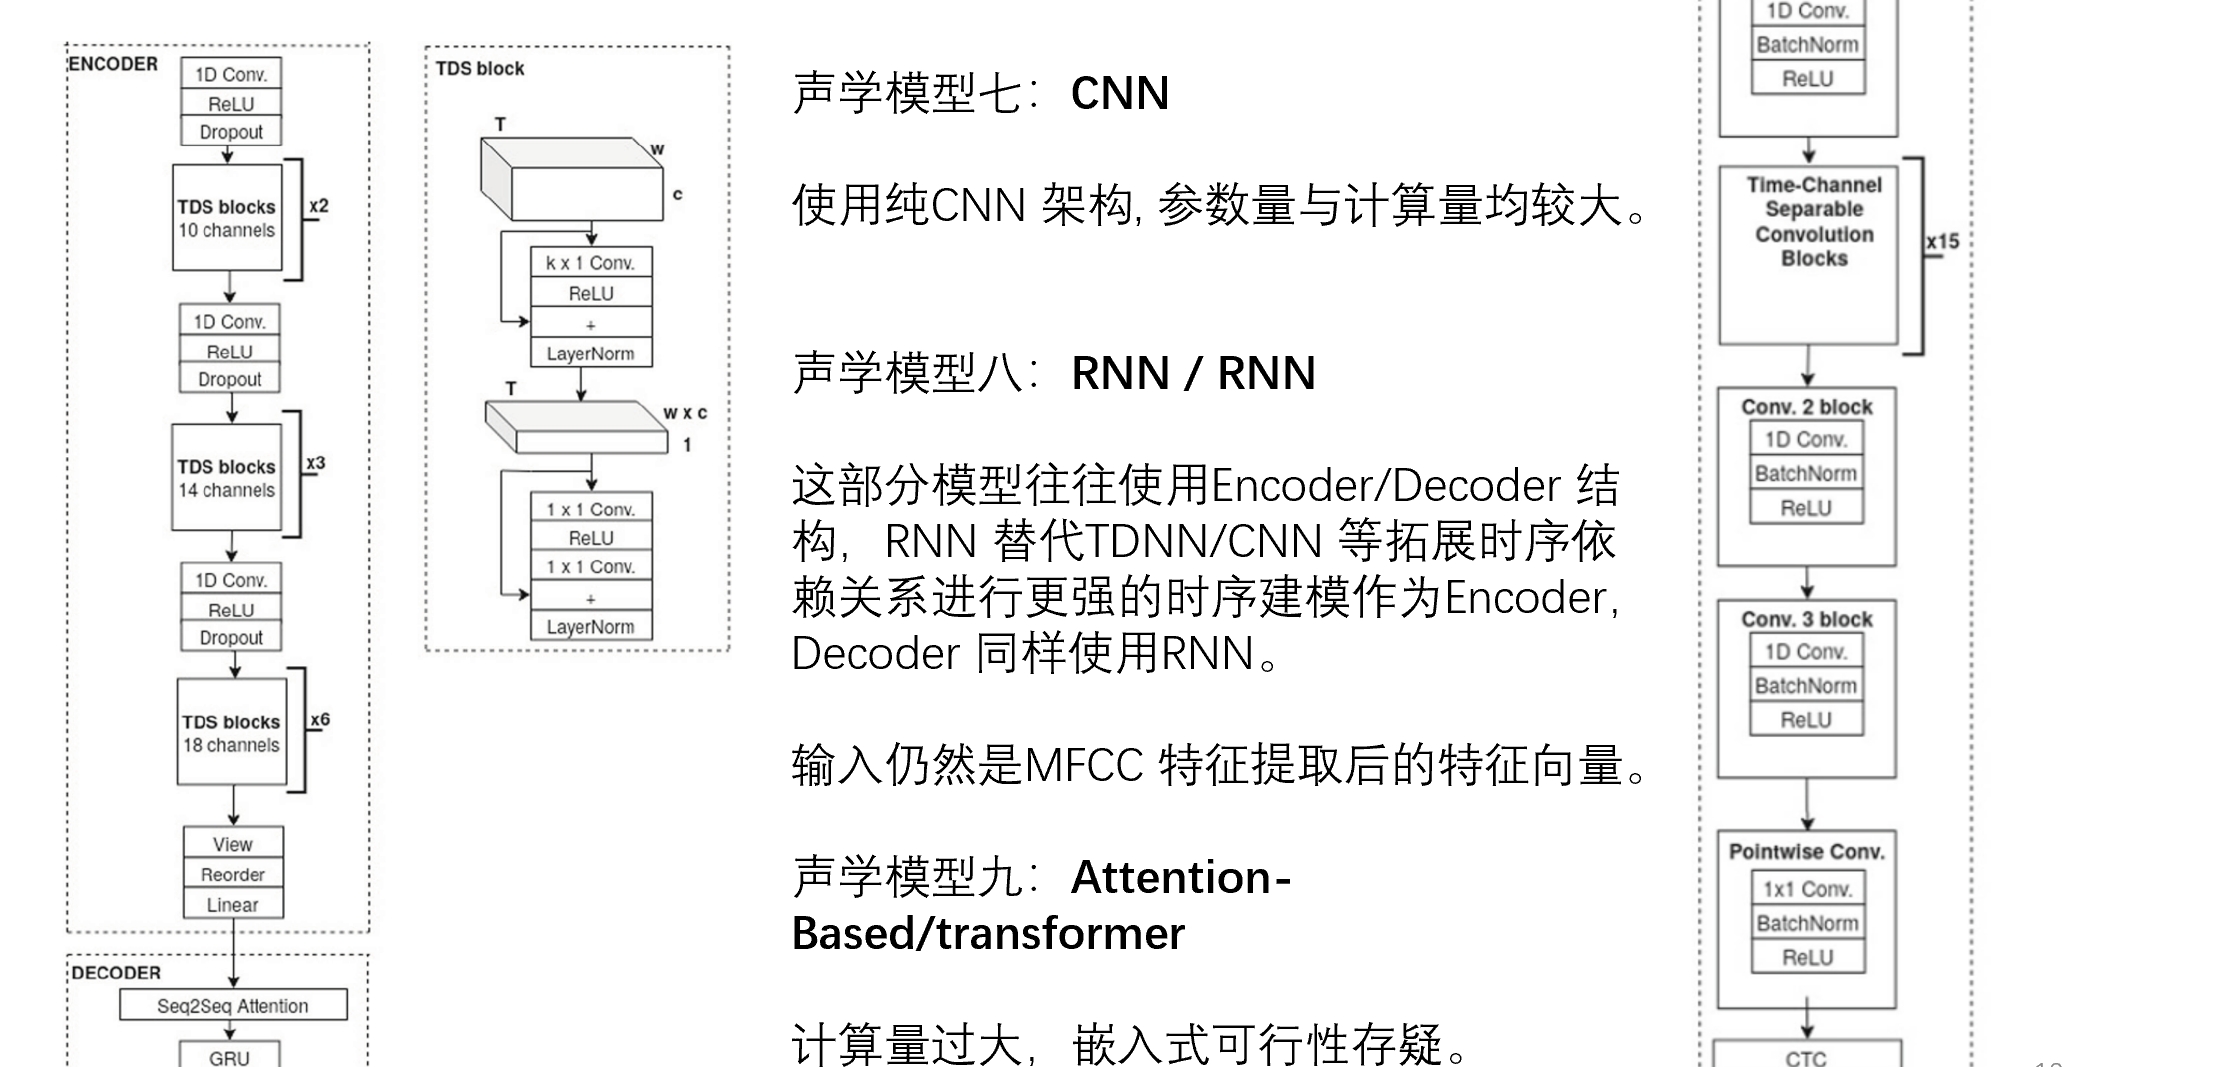 ENCODER
1D Conv.
ReLU
Dropout
TDS blocks
10 channels
x2
1D Conv.
ReLU
Dropout
TDS blocks
14 channels
x3
1D Conv.
ReLU
Dropout
TDS blocks
18 channels
x6
View
Reorder
Linear
DECODER
Seq2Seq Attention
GRU
TDS block
T
w
c
k x 1 Conv.
ReLU
+
LayerNorm
T
w x c
1
1 x 1 Conv.
ReLU
1 x 1 Conv.
+
LayerNorm
声学模型七：CNN
使用纯CNN 架构, 参数量与计算量均较大。
声学模型八：RNN / RNN
这部分模型往往使用Encoder/Decoder 结
构，RNN 替代TDNN/CNN 等拓展时序依
赖关系进行更强的时序建模作为Encoder,
Decoder 同样使用RNN。
输入仍然是MFCC 特征提取后的特征向量。
声学模型九：Attention-
Based/transformer
计算量过大，嵌入式可行性存疑。
1D Conv.
BatchNorm
ReLU
Time-Channel
Separable
Convolution
Blocks
x15
Conv. 2 block
1D Conv.
BatchNorm
ReLU
Conv. 3 block
1D Conv.
BatchNorm
ReLU
Pointwise Conv.
1x1 Conv.
BatchNorm
ReLU
CTC